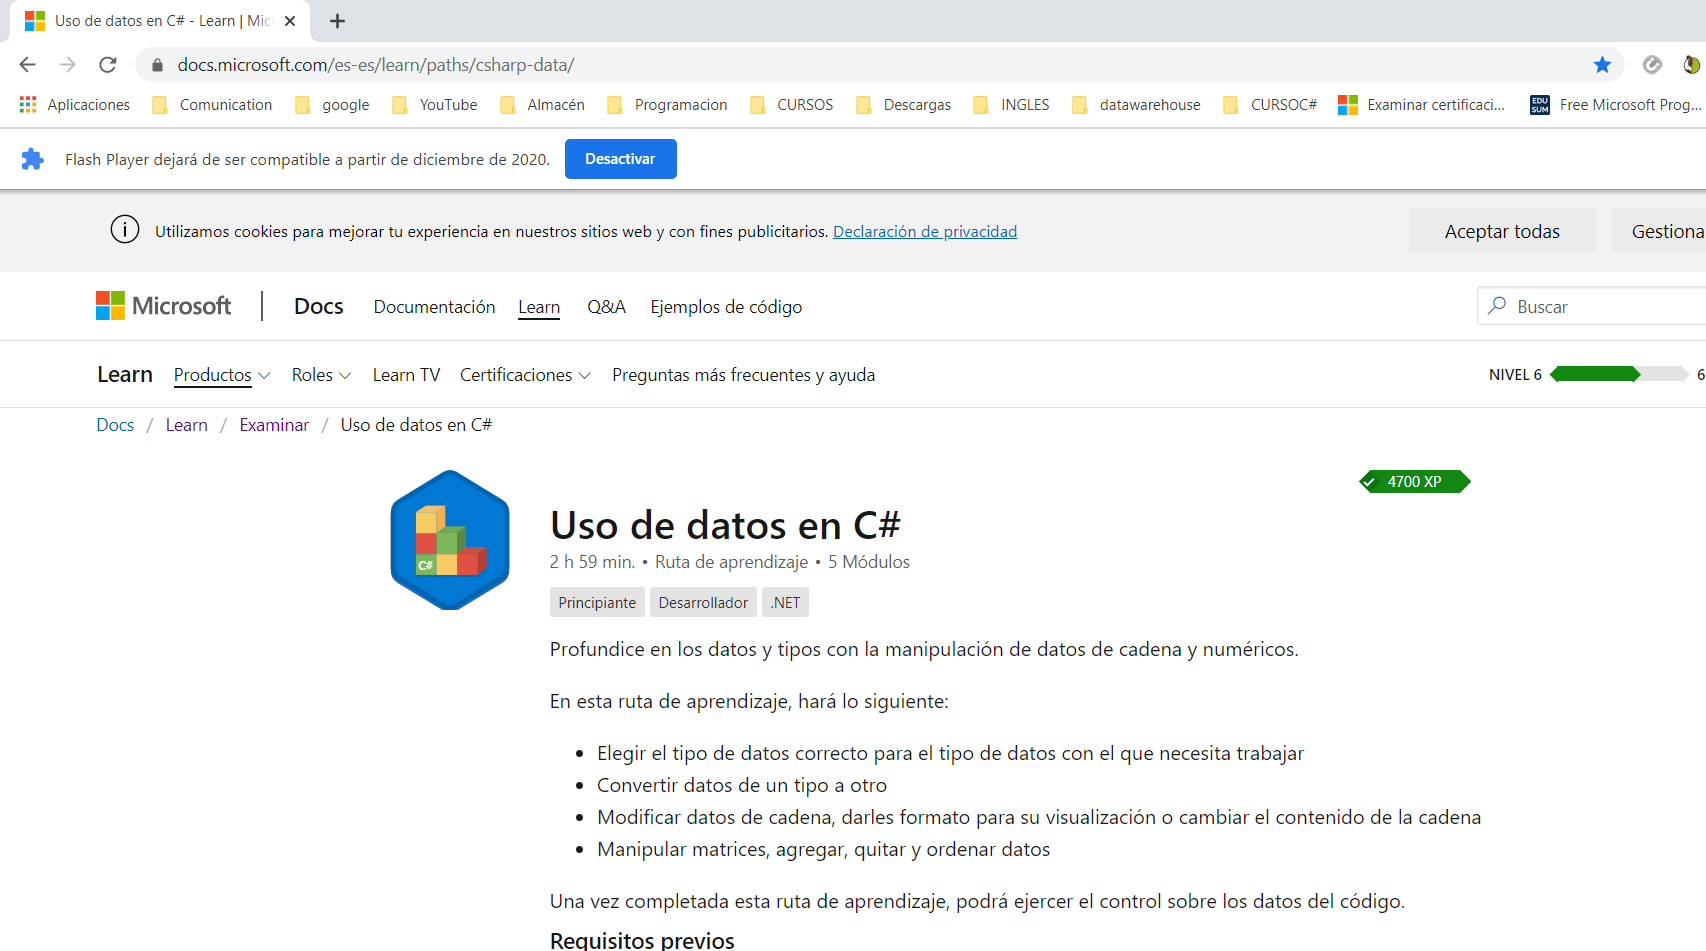 Uso de datos en C# - Learn | Mic
docs.microsoft.com/es-es/learn/paths/csharp-data/
Aplicaciones Comunication google YouTube Almacén Programacion CURSOS Descargas INGLES datawarehouse CURSOC# Examinar certificaci... EDU SUM Free Microsoft Prog...
Flash Player dejará de ser compatible a partir de diciembre de 2020. Desactivar
Utilizamos cookies para mejorar tu experiencia en nuestros sitios web y con fines publicitarios. Declaración de privacidad Aceptar todas Gestiona
Microsoft Docs Documentación Learn Q&A Ejemplos de código Buscar
Learn Productos Roles Learn TV Certificaciones Preguntas más frecuentes y ayuda NIVEL 6 6
Docs / Learn / Examinar / Uso de datos en C#
4700 XP
C#
Uso de datos en C#
2 h 59 min. • Ruta de aprendizaje • 5 Módulos
Principiante Desarrollador .NET
Profundice en los datos y tipos con la manipulación de datos de cadena y numéricos.
En esta ruta de aprendizaje, hará lo siguiente:
• Elegir el tipo de datos correcto para el tipo de datos con el que necesita trabajar
• Convertir datos de un tipo a otro
• Modificar datos de cadena, darles formato para su visualización o cambiar el contenido de la cadena
• Manipular matrices, agregar, quitar y ordenar datos
Una vez completada esta ruta de aprendizaje, podrá ejercer el control sobre los datos del código.
Requisitos previos